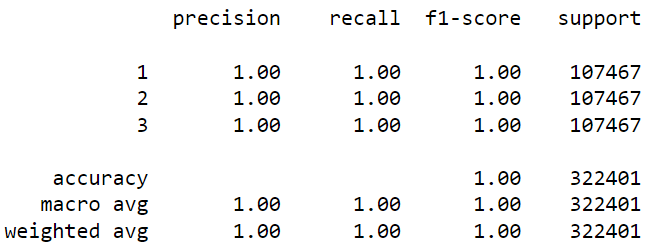 precision recall f1-score support
1 1.00 1.00 1.00 107467
2 1.00 1.00 1.00 107467
3 1.00 1.00 1.00 107467
accuracy 1.00 322401
macro avg 1.00 1.00 1.00 322401
weighted avg 1.00 1.00 1.00 322401